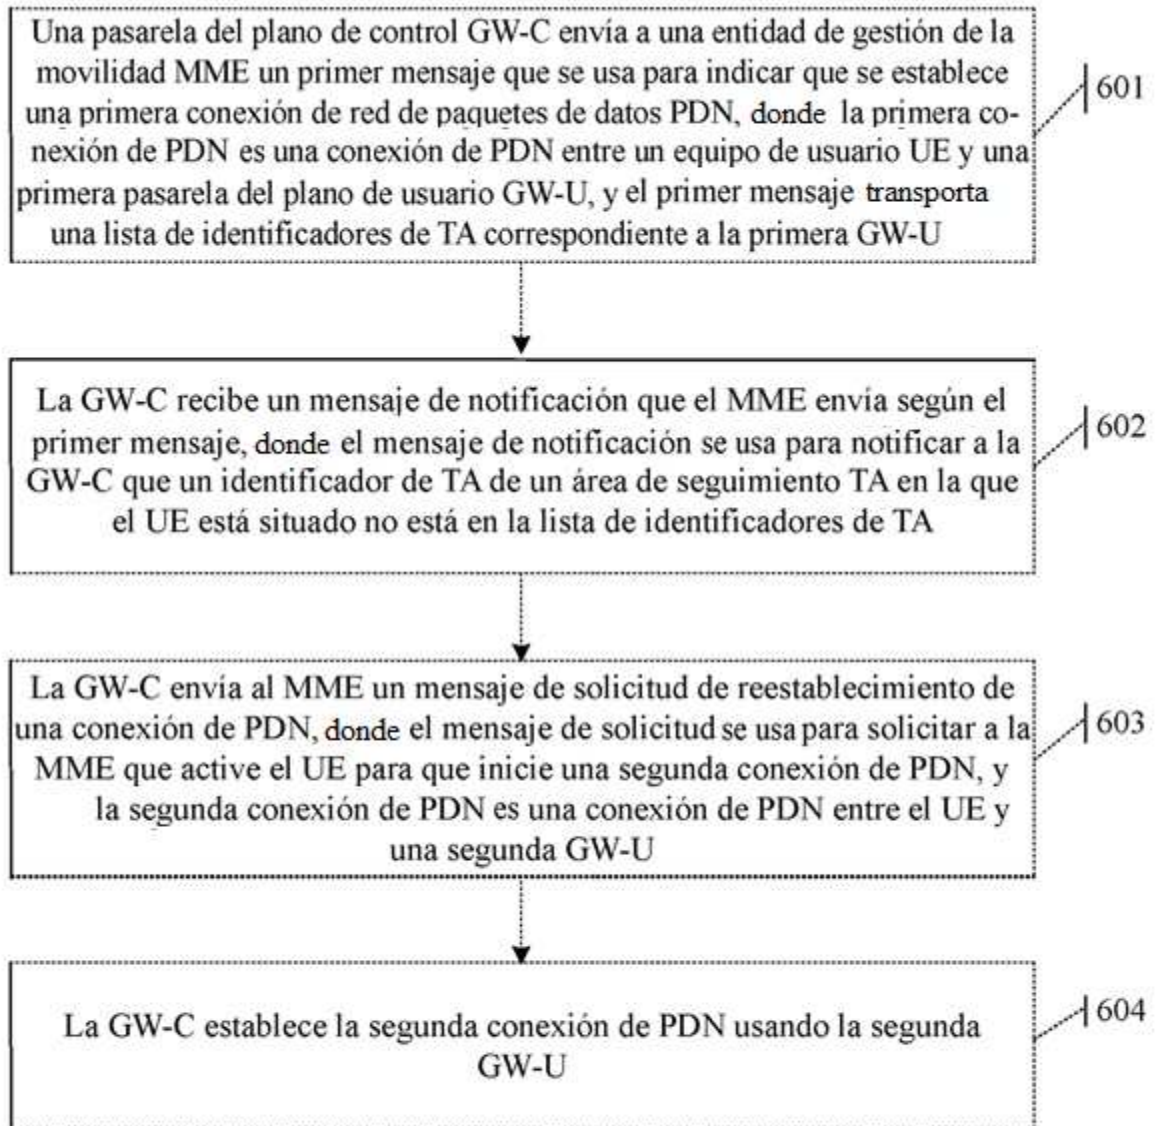 Una pasarela del plano de control GW-C envía a una entidad de gestión de la
movilidad MME un primer mensaje que se usa para indicar que se establece
una primera conexión de red de paquetes de datos PDN, donde la primera co-
nexión de PDN es una conexión de PDN entre un equipo de usuario UE y una
primera pasarela del plano de usuario GW-U, y el primer mensaje transporta
una lista de identificadores de TA correspondiente a la primera GW-U
601
La GW-C recibe un mensaje de notificación que el MME envía según el
primer mensaje, donde el mensaje de notificación se usa para notificar a la
GW-C que un identificador de TA de un área de seguimiento TA en la que
el UE está situado no está en la lista de identificadores de TA
602
La GW-C envía al MME un mensaje de solicitud de reestablecimiento de
una conexión de PDN, donde el mensaje de solicitud se usa para solicitar a la
MME que active el UE para que inicie una segunda conexión de PDN, y
la segunda conexión de PDN es una conexión de PDN entre el UE y
una segunda GW-U
603
La GW-C establece la segunda conexión de PDN usando la segunda
GW-U
604